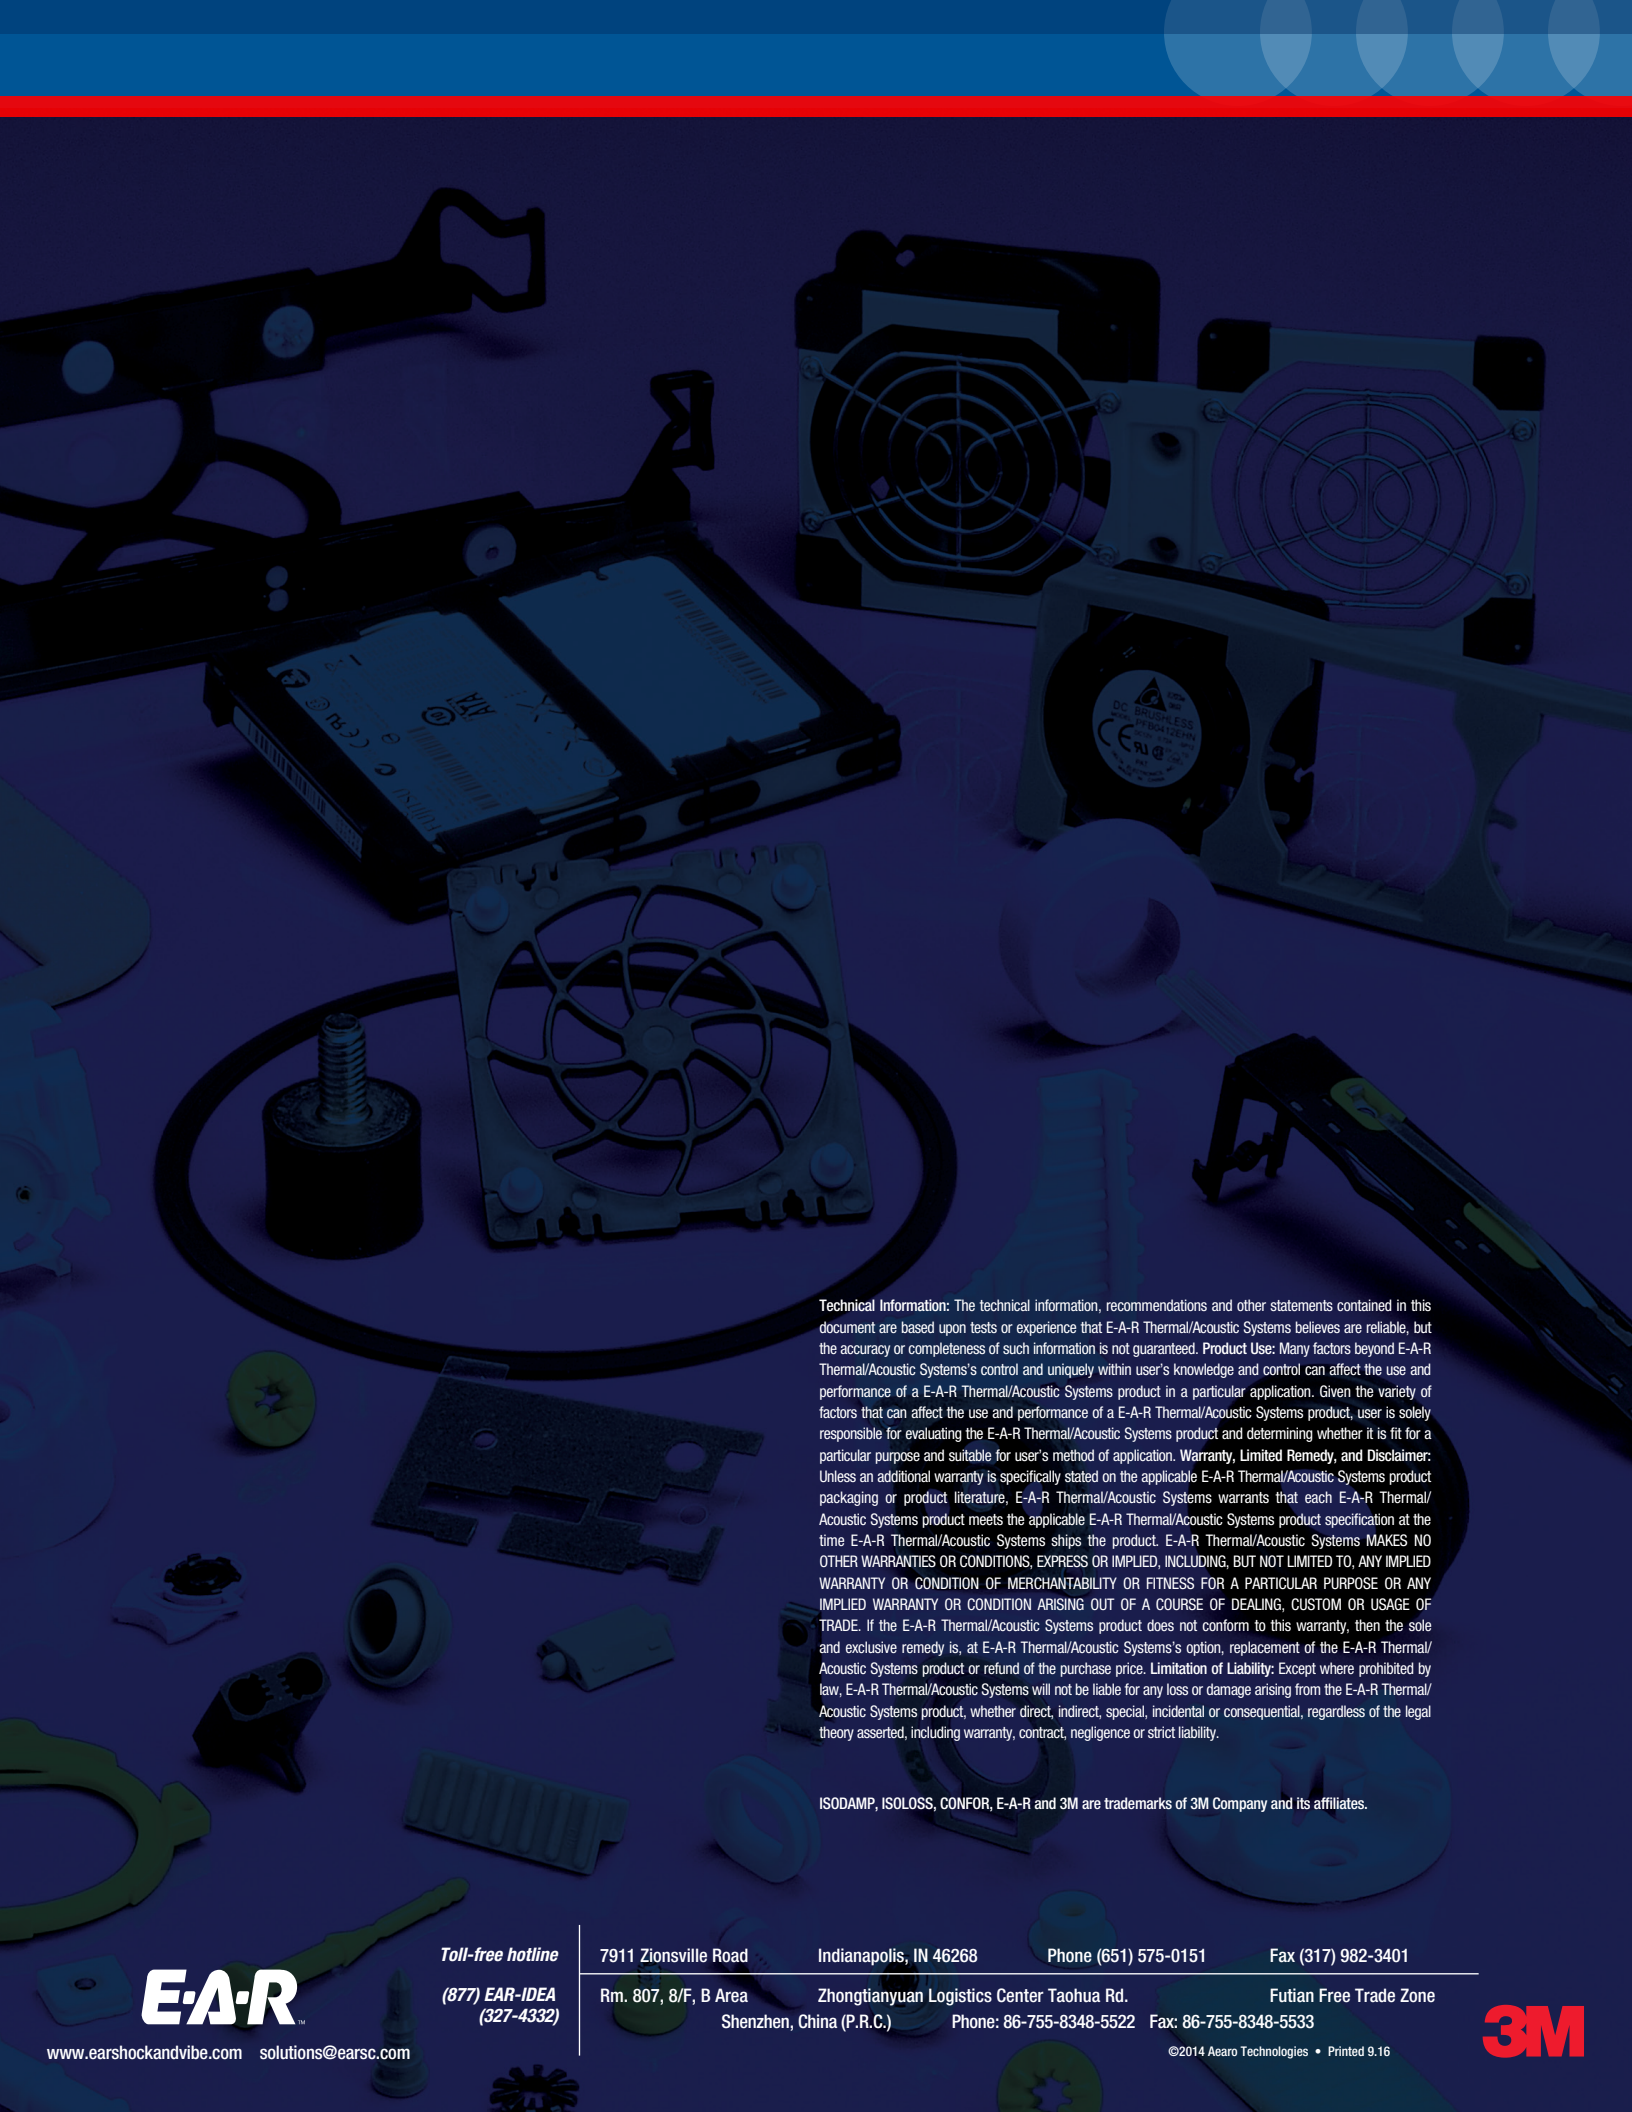 DC BRUSHLESS
Technical Information: The technical information, recommendations and other statements contained in this
document are based upon tests or experience that E-A-R Thermal/Acoustic Systems believes are reliable, but
the accuracy or completeness of such information is not guaranteed. Product Use: Many factors beyond E-A-R
Thermal/Acoustic Systems's control and uniquely within user's knowledge and control can affect the use and
performance of a E-A-R Thermal/Acoustic Systems product in a particular application. Given the variety of
factors that can affect the use and performance of a E-A-R Thermal/Acoustic Systems product, user is solely
responsible for evaluating the E-A-R Thermal/Acoustic Systems product and determining whether it is fit for a
particular purpose and suitable for user's method of application. Warranty, Limited Remedy, and Disclaimer:
Unless an additional warranty is specifically stated on the applicable E-A-R Thermal/Acoustic Systems product
packaging or product literature, E-A-R Thermal/Acoustic Systems warrants that each E-A-R Thermal/
Acoustic Systems product meets the applicable E-A-R Thermal/Acoustic Systems product specification at the
time E-A-R Thermal/Acoustic Systems ships the product. E-A-R Thermal/Acoustic Systems MAKES NO
OTHER WARRANTIES OR CONDITIONS, EXPRESS OR IMPLIED, INCLUDING, BUT NOT LIMITED TO, ANY IMPLIED
WARRANTY OR CONDITION OF MERCHANTABILITY OR FITNESS FOR A PARTICULAR PURPOSE OR ANY
IMPLIED WARRANTY OR CONDITION ARISING OUT OF A COURSE OF DEALING, CUSTOM OR USAGE OF
TRADE. If the E-A-R Thermal/Acoustic Systems product does not conform to this warranty, then the sole
and exclusive remedy is, at E-A-R Thermal/Acoustic Systems's option, replacement of the E-A-R Thermal/
Acoustic Systems product or refund of the purchase price. Limitation of Liability: Except where prohibited by
law, E-A-R Thermal/Acoustic Systems will not be liable for any loss or damage arising from the E-A-R Thermal/
Acoustic Systems product, whether direct, indirect, special, incidental or consequential, regardless of the legal
theory asserted, including warranty, contract, negligence or strict liability.
ISODAMP, ISOLOSS, CONFOR, E-A-R and 3M are trademarks of 3M Company and its affiliates.
E·A·R™
www.earshockandvibe.com solutions@earsc.com
Toll-free hotline
(877) EAR-IDEA
(327-4332)
7911 Zionsville Road Indianapolis, IN 46268 Phone (651) 575-0151 Fax (317) 982-3401
Rm. 807, 8/F, B Area Zhongtianyuan Logistics Center Taohua Rd. Futian Free Trade Zone
Shenzhen, China (P.R.C.) Phone: 86-755-8348-5522 Fax: 86-755-8348-5533
©2014 Aearo Technologies • Printed 9.16
3M